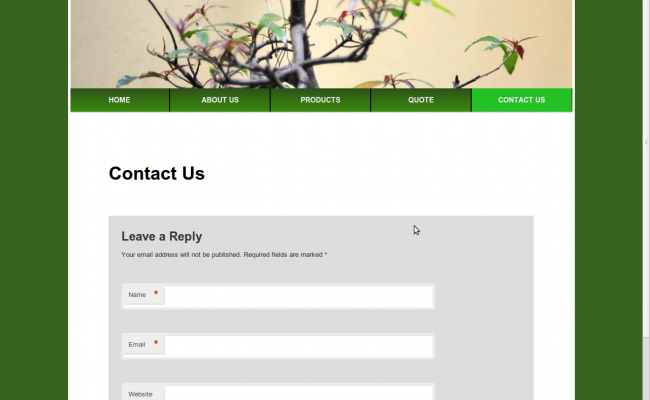 HOME ABOUT US PRODUCTS QUOTE CONTACT US
Contact Us
Leave a Reply
Your email address will not be published. Required fields are marked *
Name *
Email *
Website